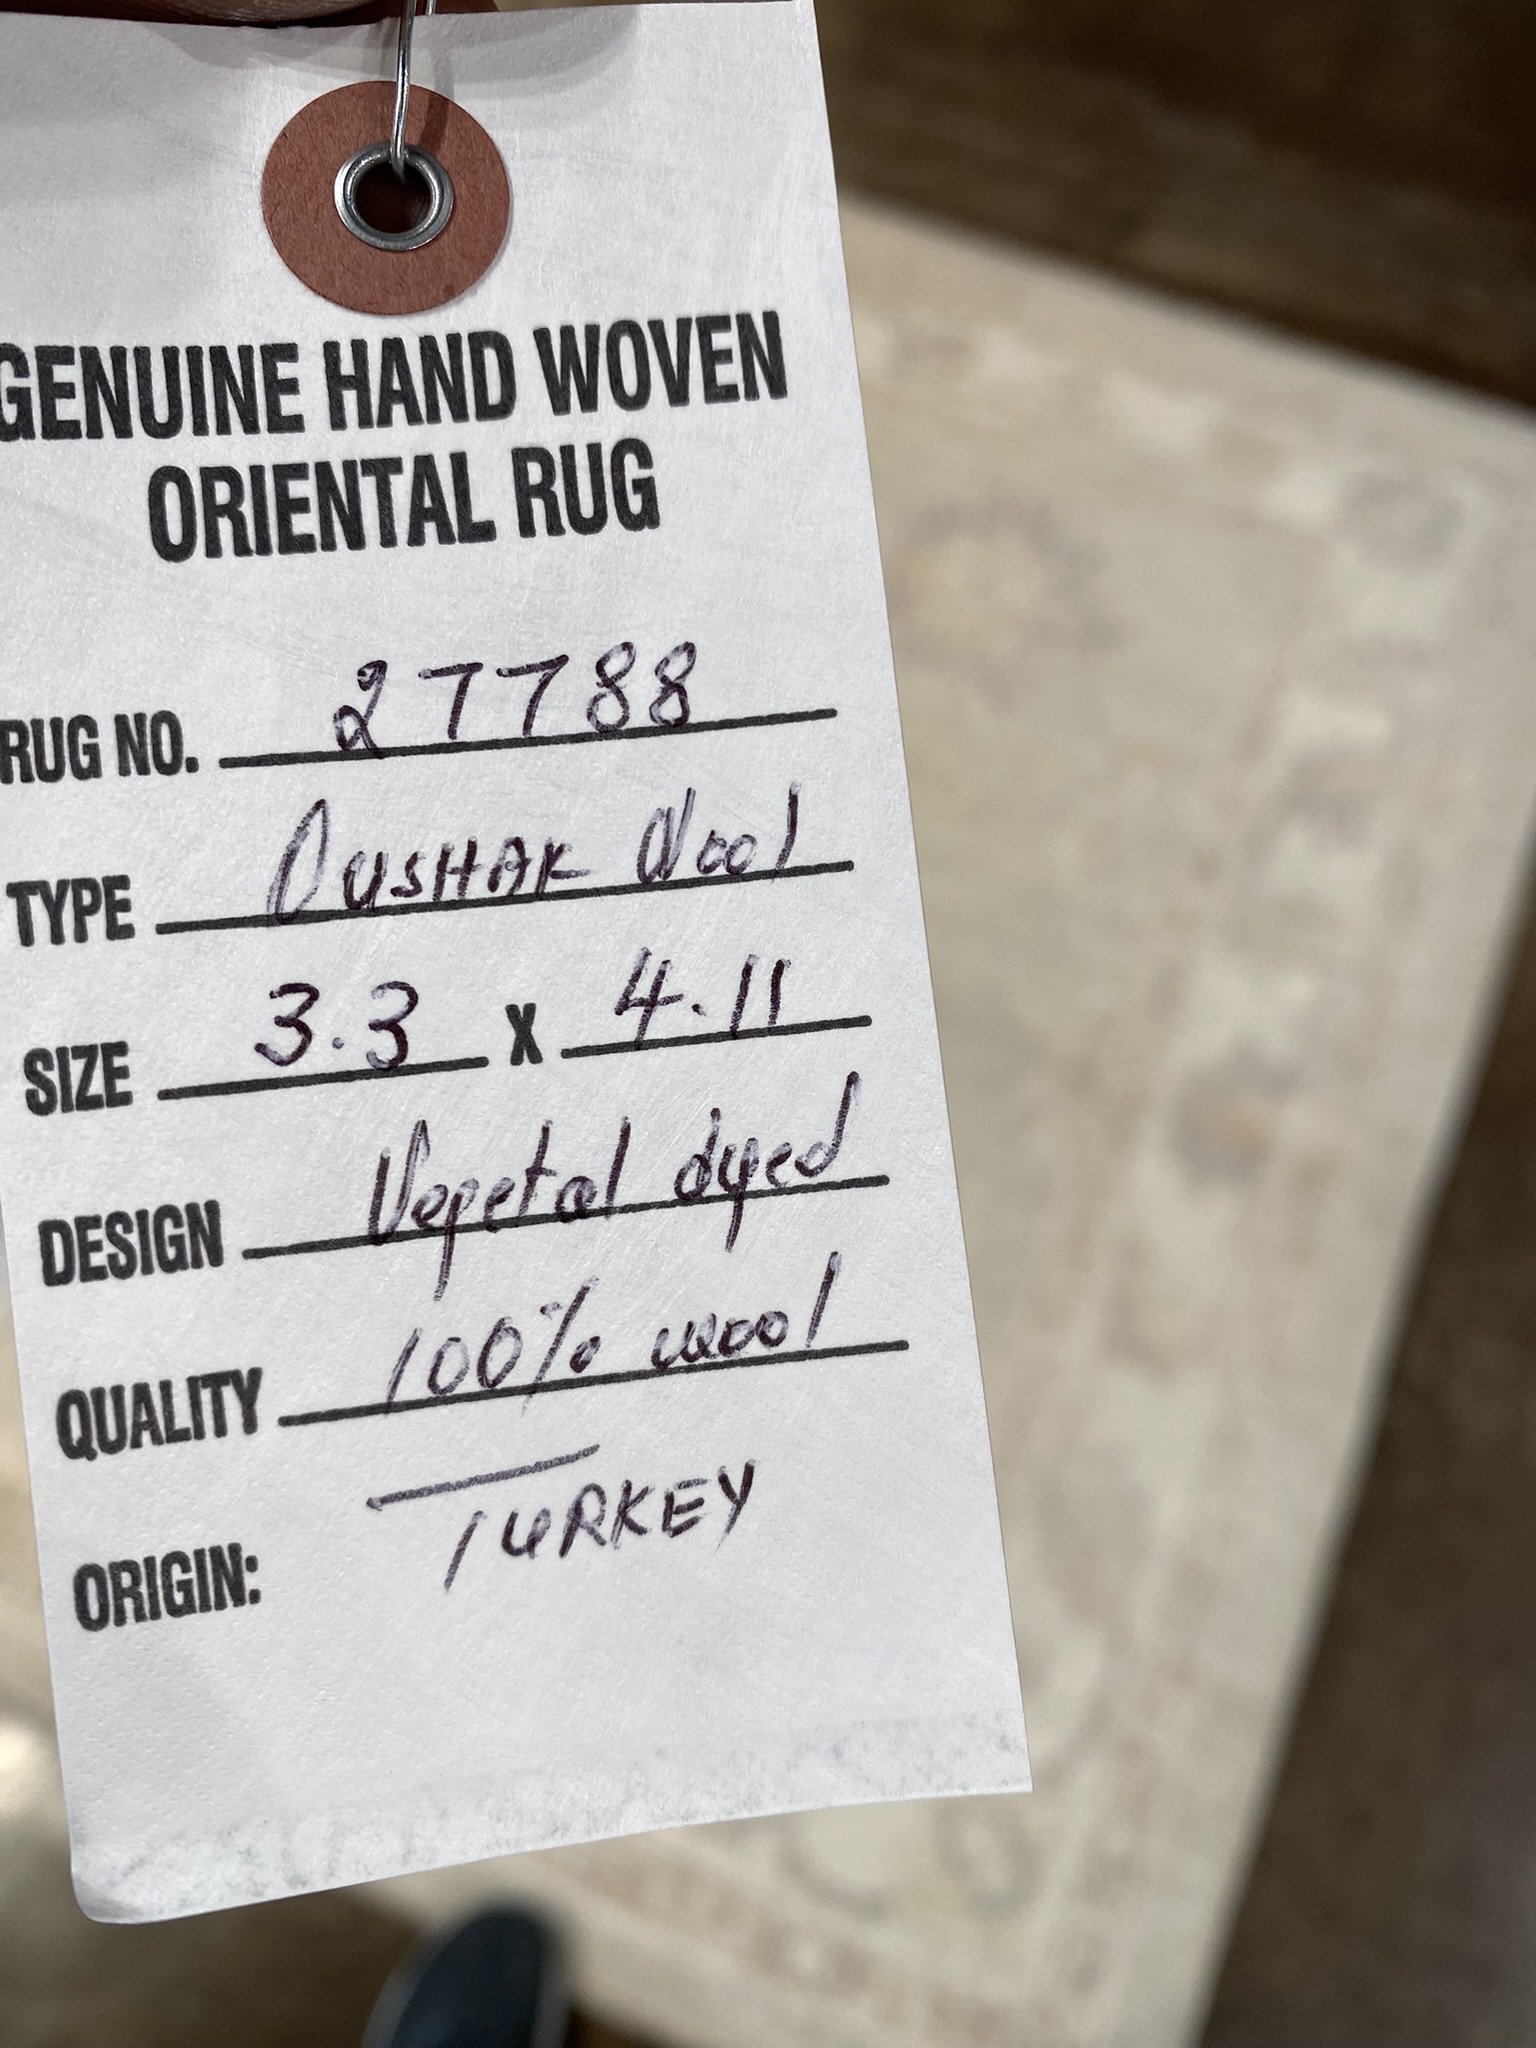 GENUINE HAND WOVEN
ORIENTAL RUG
RUG NO. 27788
TYPE OUSHAK Wool
SIZE 3.3 X 4.11
DESIGN Vegetal dyed
QUALITY 100% wool
ORIGIN: TURKEY